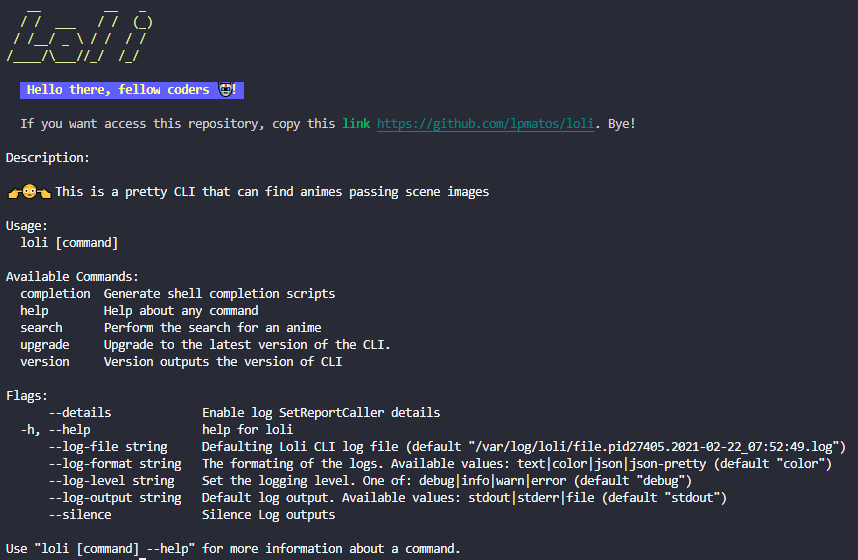 Loli
Hello there, fellow coders 🤓!
If you want access this repository, copy this link https://github.com/lpmatos/loli. Bye!
Description:
👉😳👈 This is a pretty CLI that can find animes passing scene images
Usage:
loli [command]
Available Commands:
completion Generate shell completion scripts
help Help about any command
search Perform the search for an anime
upgrade Upgrade to the latest version of the CLI.
version Version outputs the version of CLI
Flags:
--details Enable log SetReportCaller details
-h, --help help for loli
--log-file string Defaulting Loli CLI log file (default "/var/log/loli/file.pid27405.2021-02-22_07:52:49.log")
--log-format string The formating of the logs. Available values: text|color|json|json-pretty (default "color")
--log-level string Set the logging level. One of: debug|info|warn|error (default "debug")
--log-output string Default log output. Available values: stdout|stderr|file (default "stdout")
--silence Silence Log outputs
Use "loli [command] --help" for more information about a command.